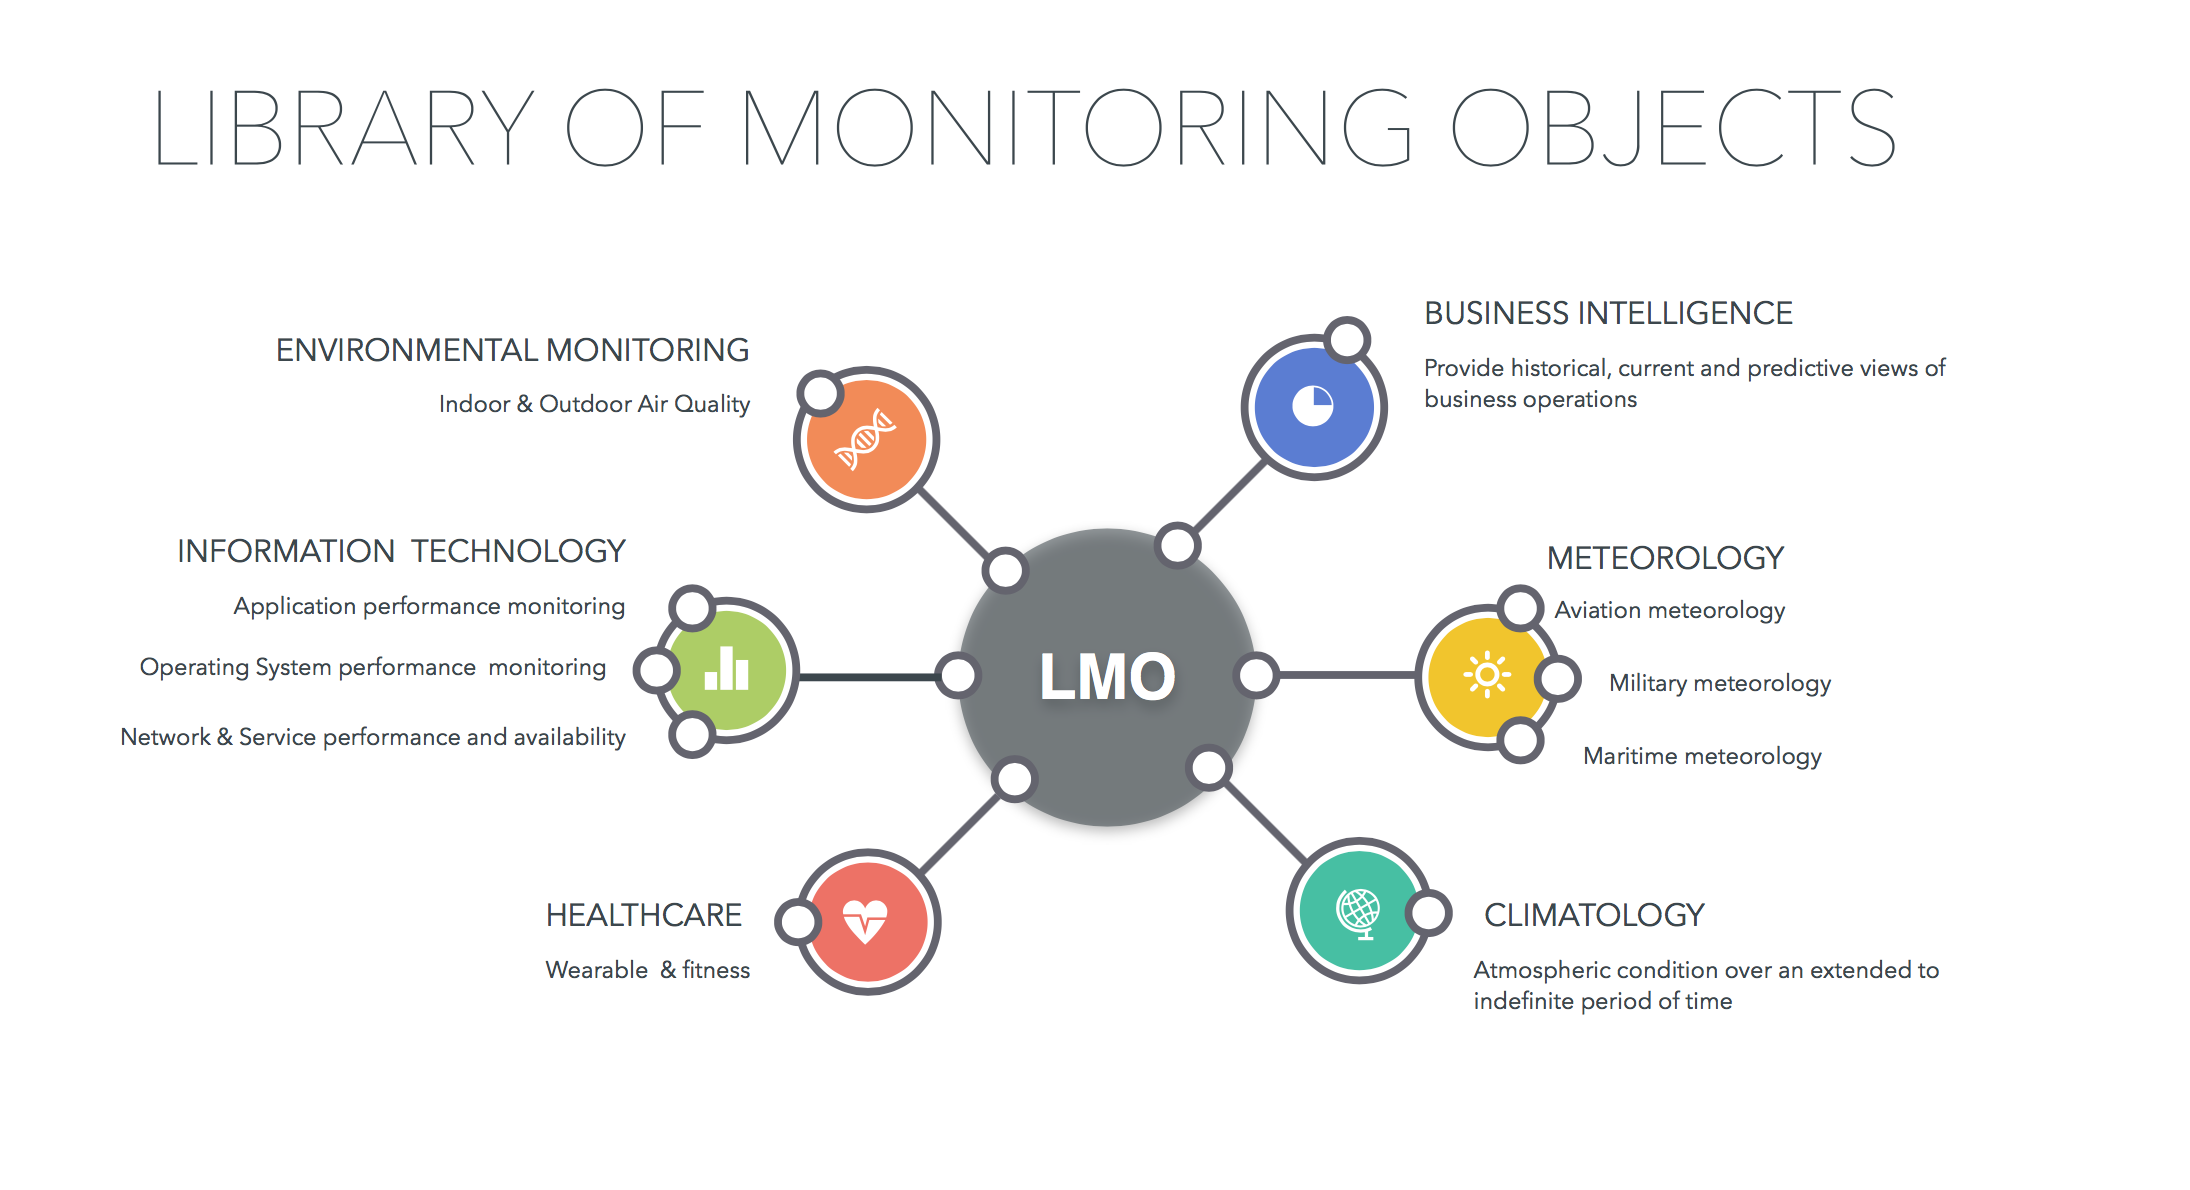 LIBRARY OF MONITORING OBJECTS
ENVIRONMENTAL MONITORING
Indoor & Outdoor Air Quality
INFORMATION TECHNOLOGY
Application performance monitoring
Operating System performance monitoring
Network & Service performance and availability
HEALTHCARE
Wearable & fitness
LMO
BUSINESS INTELLIGENCE
Provide historical, current and predictive views of
business operations
METEOROLOGY
Aviation meteorology
Military meteorology
Maritime meteorology
CLIMATOLOGY
Atmospheric condition over an extended to
indefinite period of time